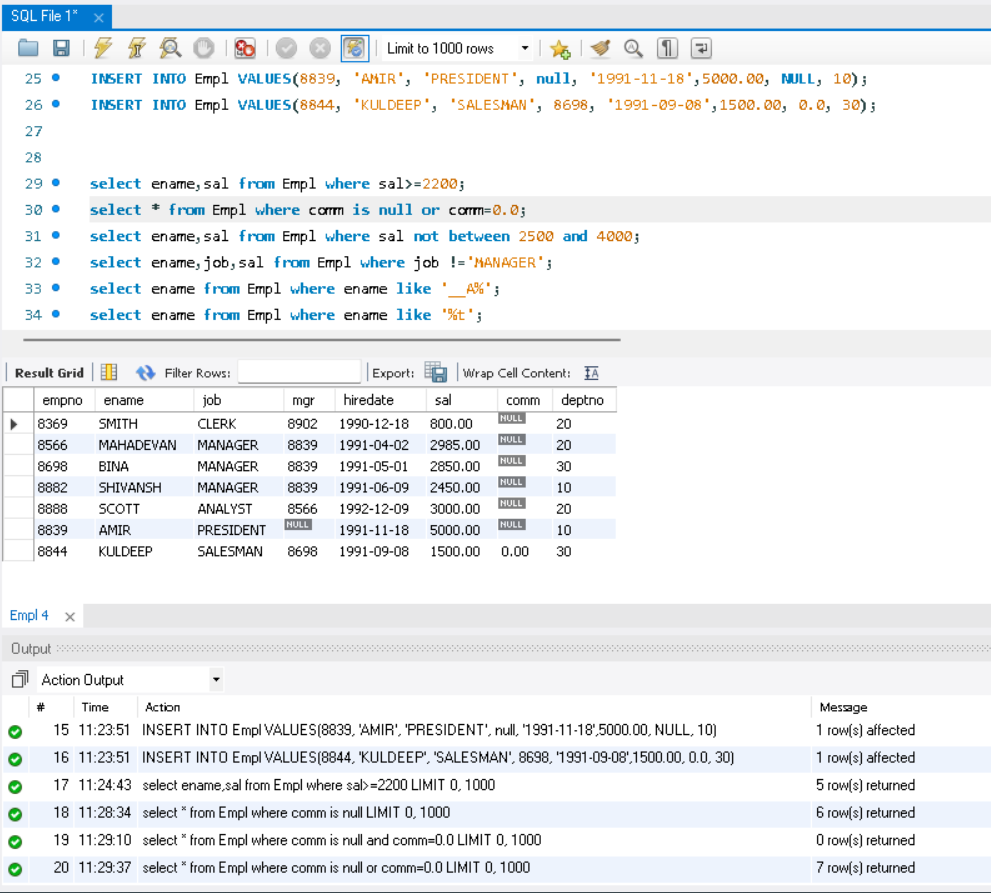 SQL File 1*
Limit to 1000 rows
25 INSERT INTO Empl VALUES(8839, 'AMIR', 'PRESIDENT', null, '1991-11-18',5000.00, NULL, 10);
26 INSERT INTO Empl VALUES(8844, 'KULDEEP', 'SALESMAN', 8698, '1991-09-08',1500.00, 0.0, 30);
27
28
29 select ename,sal from Empl where sal>=2200;
30 select * from Empl where comm is null or comm=0.0;
31 select ename,sal from Empl where sal not between 2500 and 4000;
32 select ename,job,sal from Empl where job !='MANAGER';
33 select ename from Empl where ename like '__A%';
34 select ename from Empl where ename like '%t';
Result Grid Filter Rows: Export: Wrap Cell Content: IA
empno ename job mgr hiredate sal comm deptno
8369 SMITH CLERK 8902 1990-12-18 800.00 NULL 20
8566 MAHADEVAN MANAGER 8839 1991-04-02 2985.00 NULL 20
8698 BINA MANAGER 8839 1991-05-01 2850.00 NULL 30
8882 SHIVANSH MANAGER 8839 1991-06-09 2450.00 NULL 10
8888 SCOTT ANALYST 8566 1992-12-09 3000.00 NULL 20
8839 AMIR PRESIDENT NULL 1991-11-18 5000.00 NULL 10
8844 KULDEEP SALESMAN 8698 1991-09-08 1500.00 0.00 30
Empl 4
Output
Action Output
# Time Action Message
15 11:23:51 INSERT INTO Empl VALUES(8839, 'AMIR', 'PRESIDENT', null, '1991-11-18',5000.00, NULL, 10) 1 row(s) affected
16 11:23:51 INSERT INTO Empl VALUES(8844, 'KULDEEP', 'SALESMAN', 8698, '1991-09-08',1500.00, 0.0, 30) 1 row(s) affected
17 11:24:43 select ename,sal from Empl where sal>=2200 LIMIT 0, 1000 5 row(s) returned
18 11:28:34 select * from Empl where comm is null LIMIT 0, 1000 6 row(s) returned
19 11:29:10 select * from Empl where comm is null and comm=0.0 LIMIT 0, 1000 0 row(s) returned
20 11:29:37 select * from Empl where comm is null or comm=0.0 LIMIT 0, 1000 7 row(s) returned